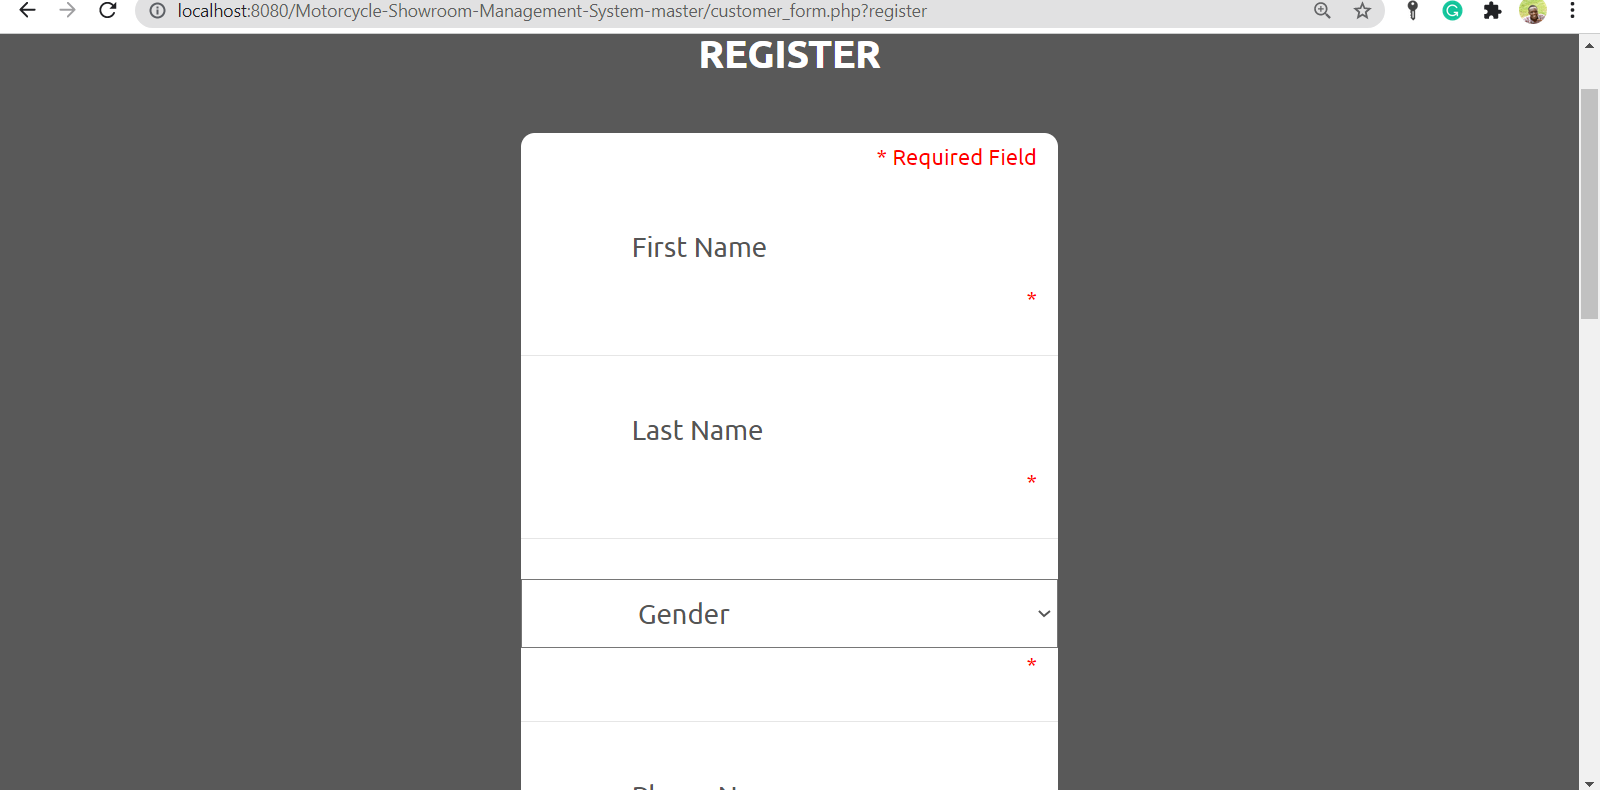 localhost:8080/Motorcycle-Showroom-Management-System-master/customer_form.php?register
REGISTER
* Required Field
First Name
*
Last Name
*
Gender
*